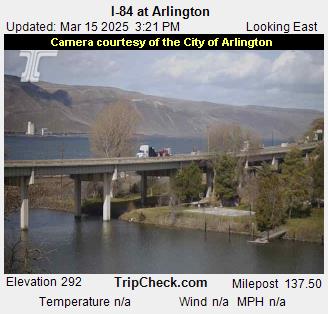 I-84 at Arlington
Updated: Mar 15 2025 3:21 PM Looking East
Camera courtesy of the City of Arlington
Elevation 292 TripCheck.com Milepost 137.50
Temperature n/a Wind n/a MPH n/a